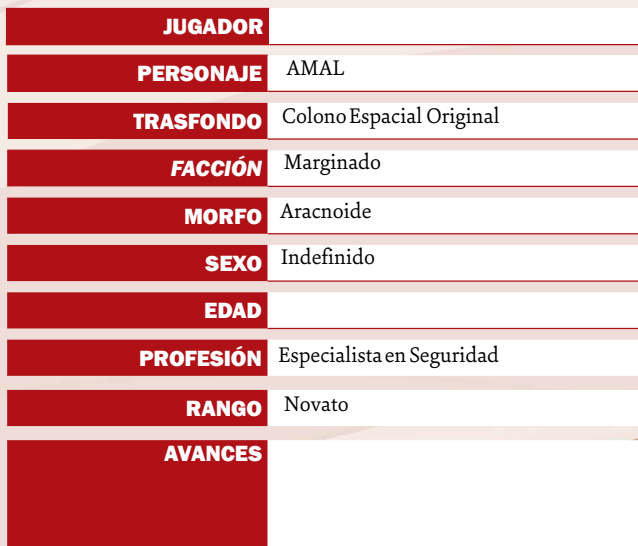 JUGADOR
PERSONAJE AMAL
TRASFONDO Colono Espacial Original
FACCIÓN Marginado
MORFO Aracnoide
SEXO Indefinido
EDAD
PROFESIÓN Especialista en Seguridad
RANGO Novato
AVANCES